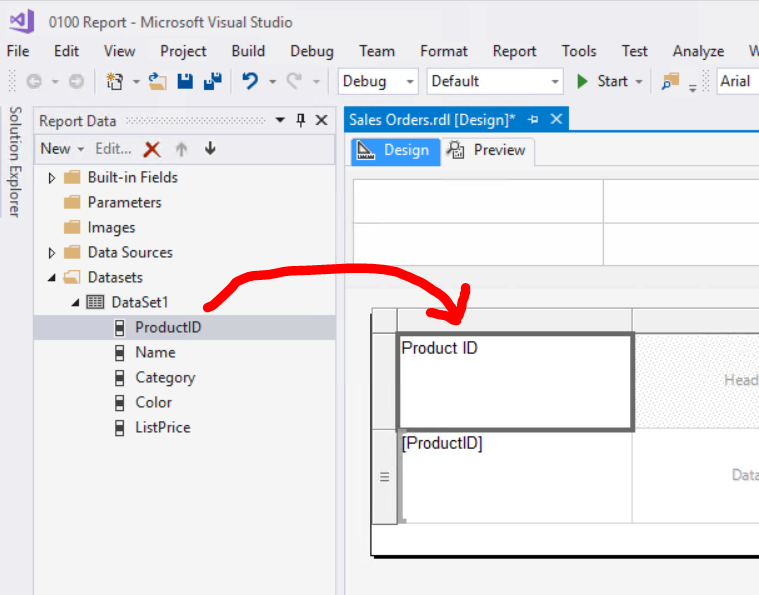 0100 Report - Microsoft Visual Studio
File Edit View Project Build Debug Team Format Report Tools Test Analyze W
Debug Default Start Arial
Solution Explorer
Report Data
New Edit...
Built-in Fields
Parameters
Images
Data Sources
Datasets
DataSet1
ProductID
Name
Category
Color
ListPrice
Sales Orders.rdl [Design]*
Design Preview
Product ID
Head
[ProductID]
Data